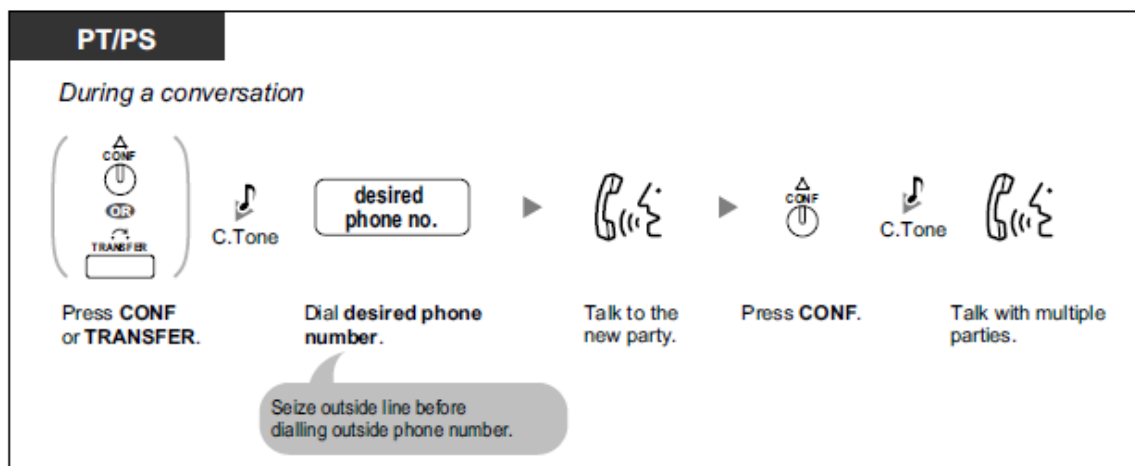 PT/PS
During a conversation
CONF
OR
TRANSFER
C.Tone
desired
phone no.
CONF
C.Tone
Press CONF
or TRANSFER.
Dial desired phone
number.
Talk to the
new party.
Press CONF.
Talk with multiple
parties.
Seize outside line before
dialling outside phone number.